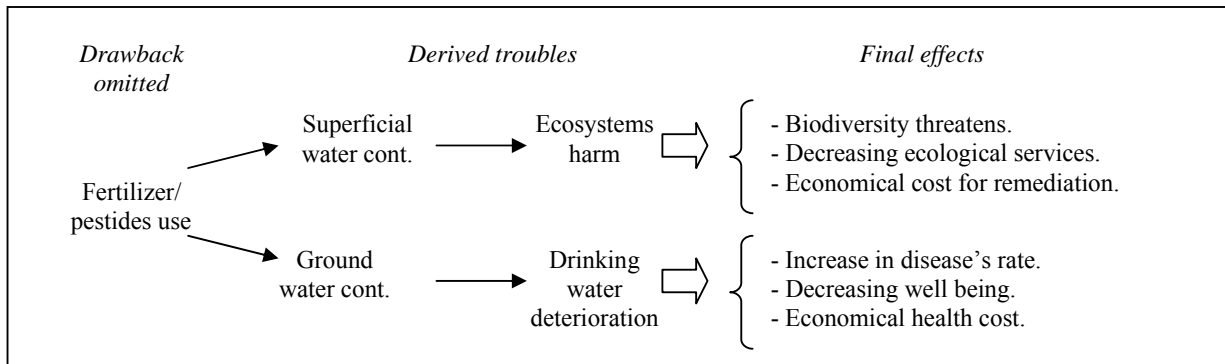 Drawback
omitted
Derived troubles
Final effects
Fertilizer/
pestides use
Superficial
water cont.
Ecosystems
harm
- Biodiversity threatens.
- Decreasing ecological services.
- Economical cost for remediation.
Ground
water cont.
Drinking
water
deterioration
- Increase in disease’s rate.
- Decreasing well being.
- Economical health cost.